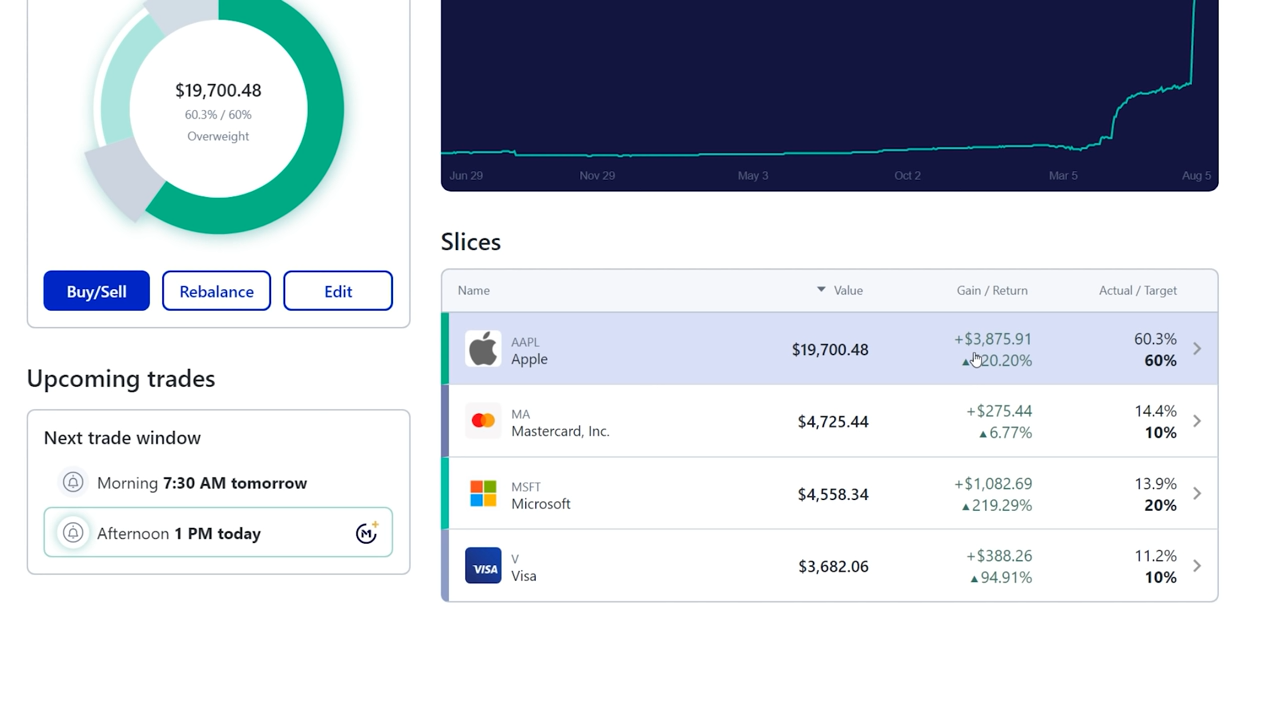 $19,700.48
60.3% / 60%
Overweight
Buy/Sell
Rebalance
Edit
Upcoming trades
Next trade window
Morning 7:30 AM tomorrow
Afternoon 1 PM today
M
Jun 29 Nov 29 May 3 Oct 2 Mar 5 Aug 5
Slices
Name Value Gain / Return Actual / Target
AAPL
Apple
$19,700.48
+$3,875.91
60.3%
60%
MA
Mastercard, Inc.
$4,725.44
+$275.44
▲6.77%
14.4%
10%
MSFT
Microsoft
$4,558.34
+$1,082.69
▲219.29%
13.9%
20%
VISA
V
Visa
$3,682.06
+$388.26
▲94.91%
11.2%
10%